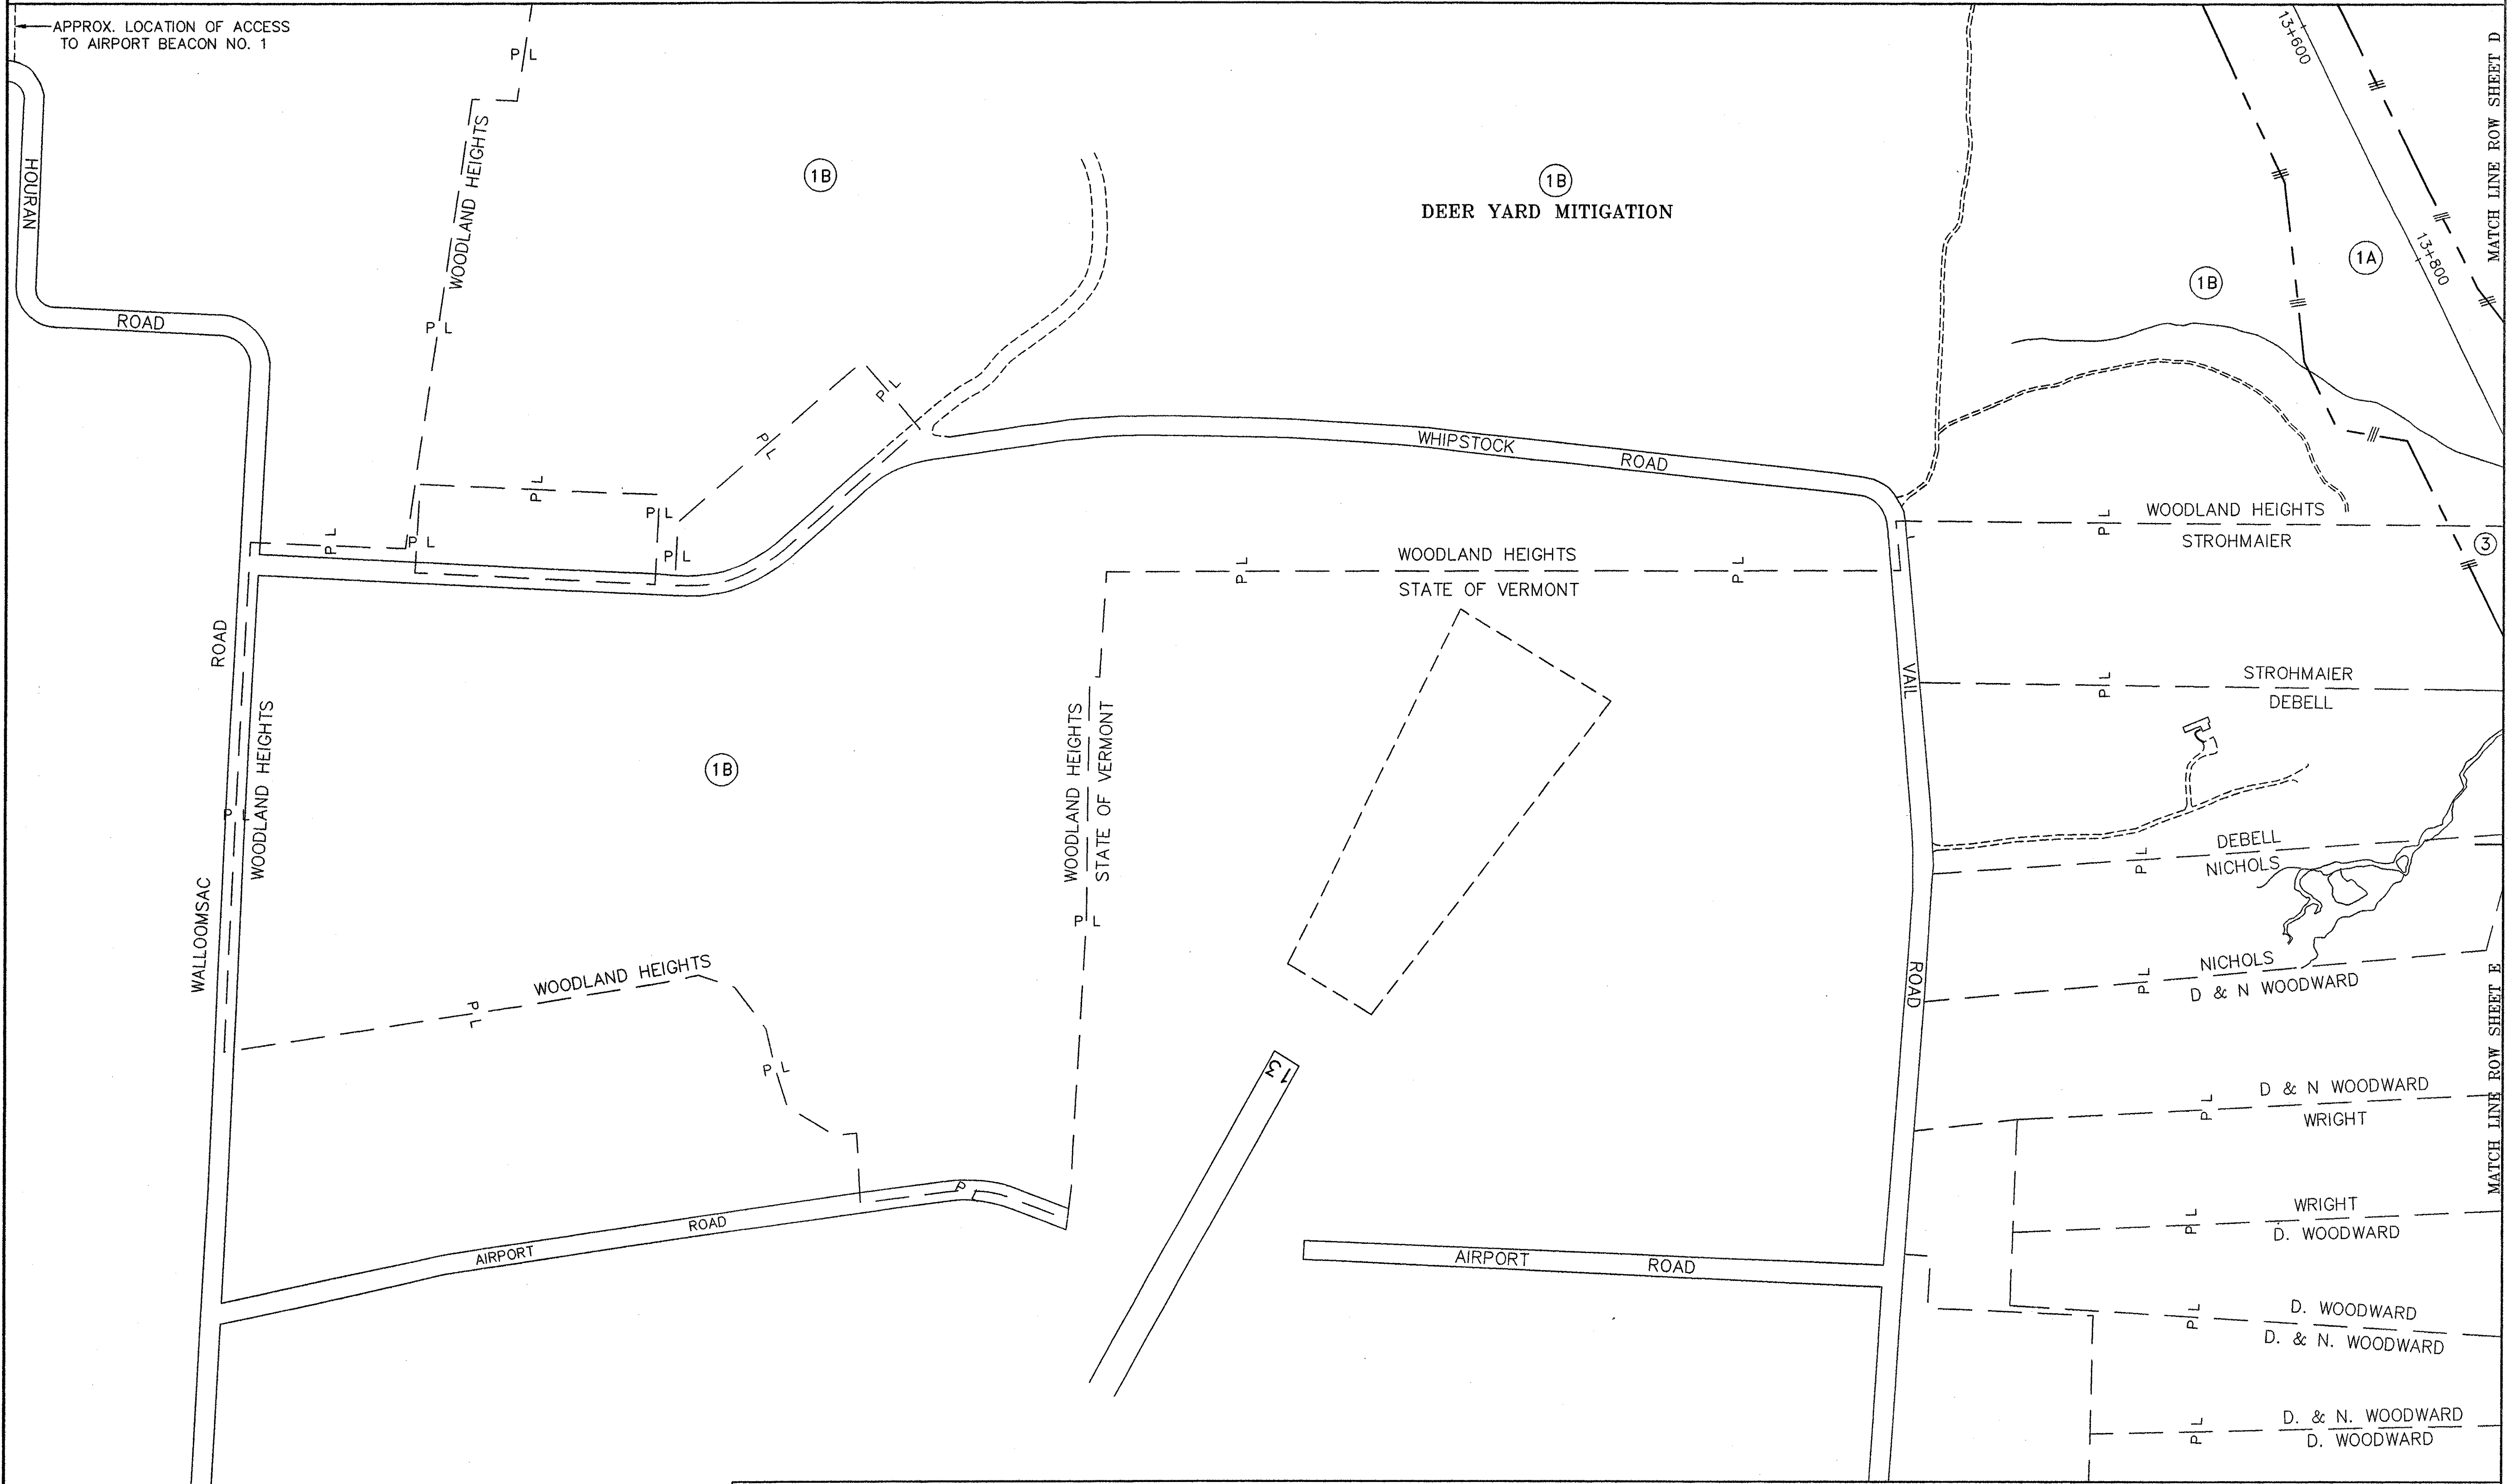 APPROX. LOCATION OF ACCESS
TO AIRPORT BEACON NO. 1
P L
13+600
MATCH LINE ROW SHEET D
HOURAN
WOODLAND HEIGHTS
1B
1B
DEER YARD MITIGATION
1A
13+800
1B
ROAD
P L
P L
P L
WHIPSTOCK
ROAD
P L
P L
P L
P L
P L
P L
WOODLAND HEIGHTS
STROHMAIER
3
WOODLAND HEIGHTS
P L
P L
STATE OF VERMONT
ROAD
VAIL
P L
STROHMAIER
DEBELL
WOODLAND HEIGHTS
WOODLAND HEIGHTS
STATE OF VERMONT
1B
P L
P L
DEBELL
NICHOLS
P L
WALLOOMSAC
WOODLAND HEIGHTS
P L
ROAD
P L
NICHOLS
D & N WOODWARD
MATCH LINE ROW SHEET E
P L
13
P L
D & N WOODWARD
WRIGHT
P L
ROAD
AIRPORT
P L
WRIGHT
D. WOODWARD
AIRPORT
ROAD
P L
D. WOODWARD
D. & N. WOODWARD
P L
D. & N. WOODWARD
D. WOODWARD